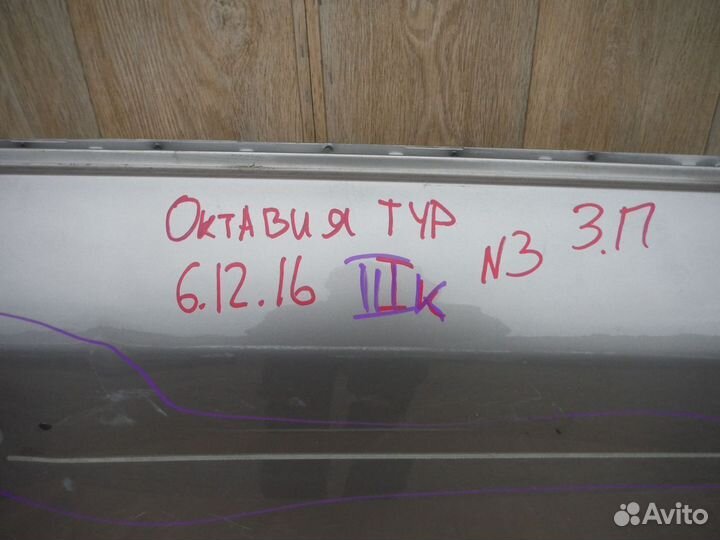 Октавия тур
6.12.16 IIIк N3 З.П
Avito